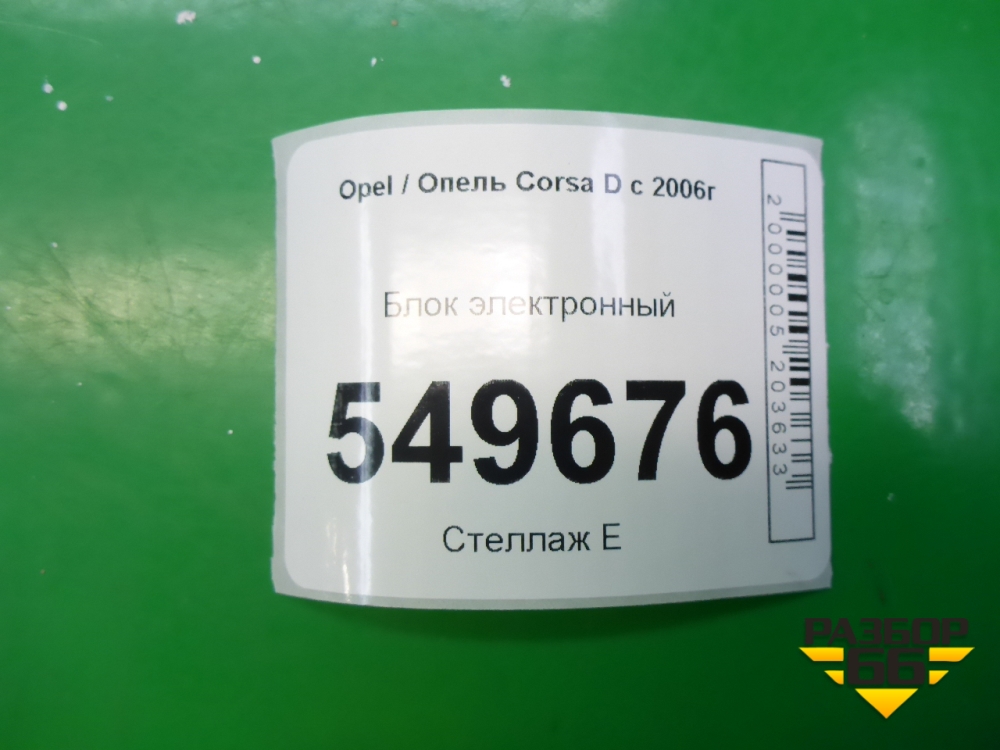 Opel / Опель Corsa D с 2006г
Блок электронный
549676
Стеллаж Е
2000005203633
РАЗБОР
66